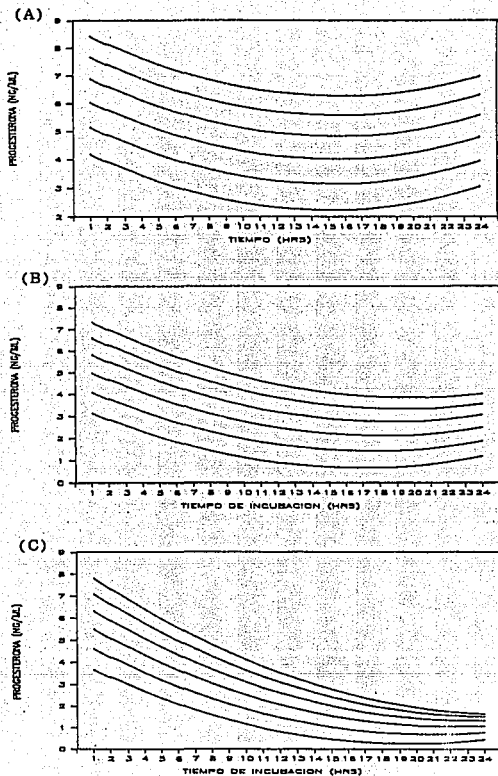 (A)
PROGESTERONA (NG/ML)
9
8
7
6
5
4
3
2
1 2 3 4 5 6 7 8 9 10 11 12 13 14 15 16 17 18 19 20 21 22 23 24
TIEMPO (HRS)
(B)
PROGESTERONA (NG/ML)
9
8
7
6
5
4
3
2
1
0
1 2 3 4 5 6 7 8 9 10 11 12 13 14 15 16 17 18 19 20 21 22 23 24
TIEMPO DE INCUBACION (HRS)
(C)
PROGESTERONA (NG/ML)
9
8
7
6
5
4
3
2
1
0
1 2 3 4 5 6 7 8 9 10 11 12 13 14 15 16 17 18 19 20 21 22 23 24
TIEMPO DE INCUBACION (HRS)